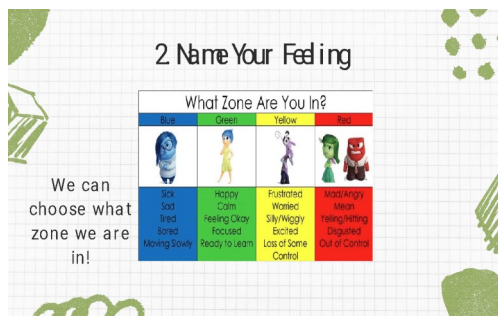 2. Name Your Feeling
What Zone Are You In?
Blue Green Yellow Red
Sick Happy Frustrated Mad/Angry
Sad Calm Worried Mean
Tired Feeling Okay Silly/Wiggly Yelling/Hitting
Bored Focused Excited Disgusted
Moving Slowly Ready to Learn Loss of Some Out of Control
Control
We can
choose what
zone we are
in!